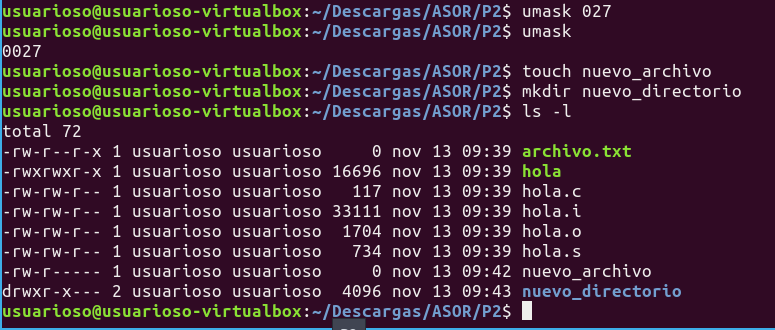 usuarioso@usuarioso-virtualbox:~/Descargas/ASOR/P2$ umask 027
usuarioso@usuarioso-virtualbox:~/Descargas/ASOR/P2$ umask
0027
usuarioso@usuarioso-virtualbox:~/Descargas/ASOR/P2$ touch nuevo_archivo
usuarioso@usuarioso-virtualbox:~/Descargas/ASOR/P2$ mkdir nuevo_directorio
usuarioso@usuarioso-virtualbox:~/Descargas/ASOR/P2$ ls -l
total 72
-rw-r--r-x 1 usuarioso usuarioso     0 nov 13 09:39 archivo.txt
-rwxrwxr-x 1 usuarioso usuarioso 16696 nov 13 09:39 hola
-rw-rw-r-- 1 usuarioso usuarioso   117 nov 13 09:39 hola.c
-rw-rw-r-- 1 usuarioso usuarioso 33111 nov 13 09:39 hola.i
-rw-rw-r-- 1 usuarioso usuarioso  1704 nov 13 09:39 hola.o
-rw-rw-r-- 1 usuarioso usuarioso   734 nov 13 09:39 hola.s
-rw-r----- 1 usuarioso usuarioso     0 nov 13 09:42 nuevo_archivo
drwxr-x--- 2 usuarioso usuarioso  4096 nov 13 09:43 nuevo_directorio
usuarioso@usuarioso-virtualbox:~/Descargas/ASOR/P2$